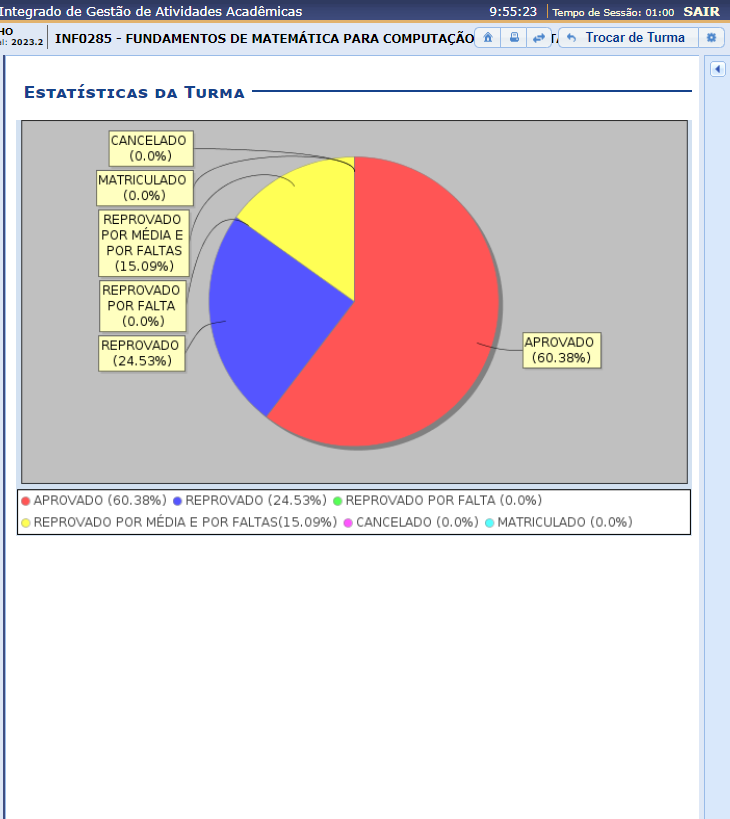 Integrado de Gestão de Atividades Acadêmicas 9:55:23 Tempo de Sessão: 01:00 SAIR
HO
el: 2023.2 INF0285 - FUNDAMENTOS DE MATEMÁTICA PARA COMPUTAÇÃO Trocar de Turma
ESTATÍSTICAS DA TURMA
CANCELADO
(0.0%)
MATRICULADO
(0.0%)
REPROVADO
POR MÉDIA E
POR FALTAS
(15.09%)
REPROVADO
POR FALTA
(0.0%)
REPROVADO
(24.53%)
APROVADO
(60.38%)
APROVADO (60.38%) REPROVADO (24.53%) REPROVADO POR FALTA (0.0%)
REPROVADO POR MÉDIA E POR FALTAS(15.09%) CANCELADO (0.0%) MATRICULADO (0.0%)